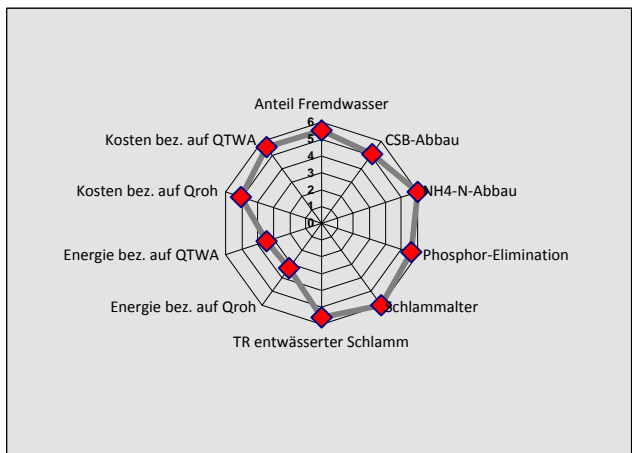 Anteil Fremdwasser
6
Kosten bez. auf QTWA
5
CSB-Abbau
4
3
Kosten bez. auf Qroh
2
NH4-N-Abbau
1
0
Energie bez. auf QTWA
Phosphor-Elimination
Energie bez. auf Qroh
Schlammalter
TR entwässerter Schlamm